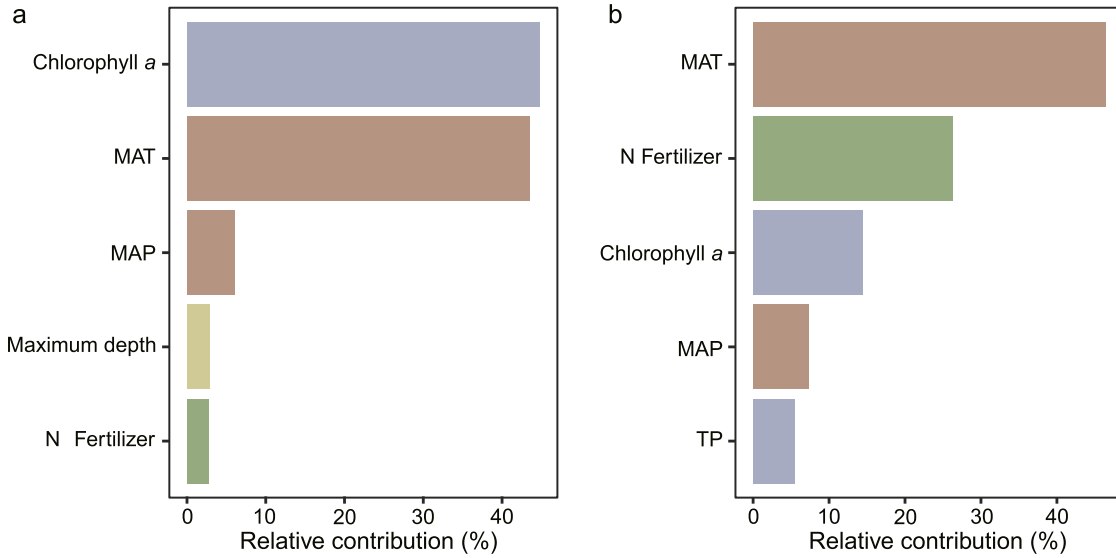 a
Chlorophyll a
MAT
MAP
Maximum depth
N Fertilizer
0 10 20 30 40
Relative contribution (%)
b
MAT
N Fertilizer
Chlorophyll a
MAP
TP
0 10 20 30 40
Relative contribution (%)